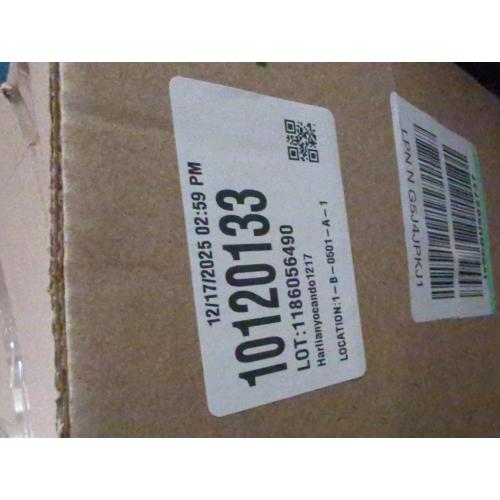 12/17/2025 02:59 PM
10120133
LOT:1186056490
Harlianyocando1217
LOCATION:1-B-0501-A-1
LPN N G5J4JPKJ1